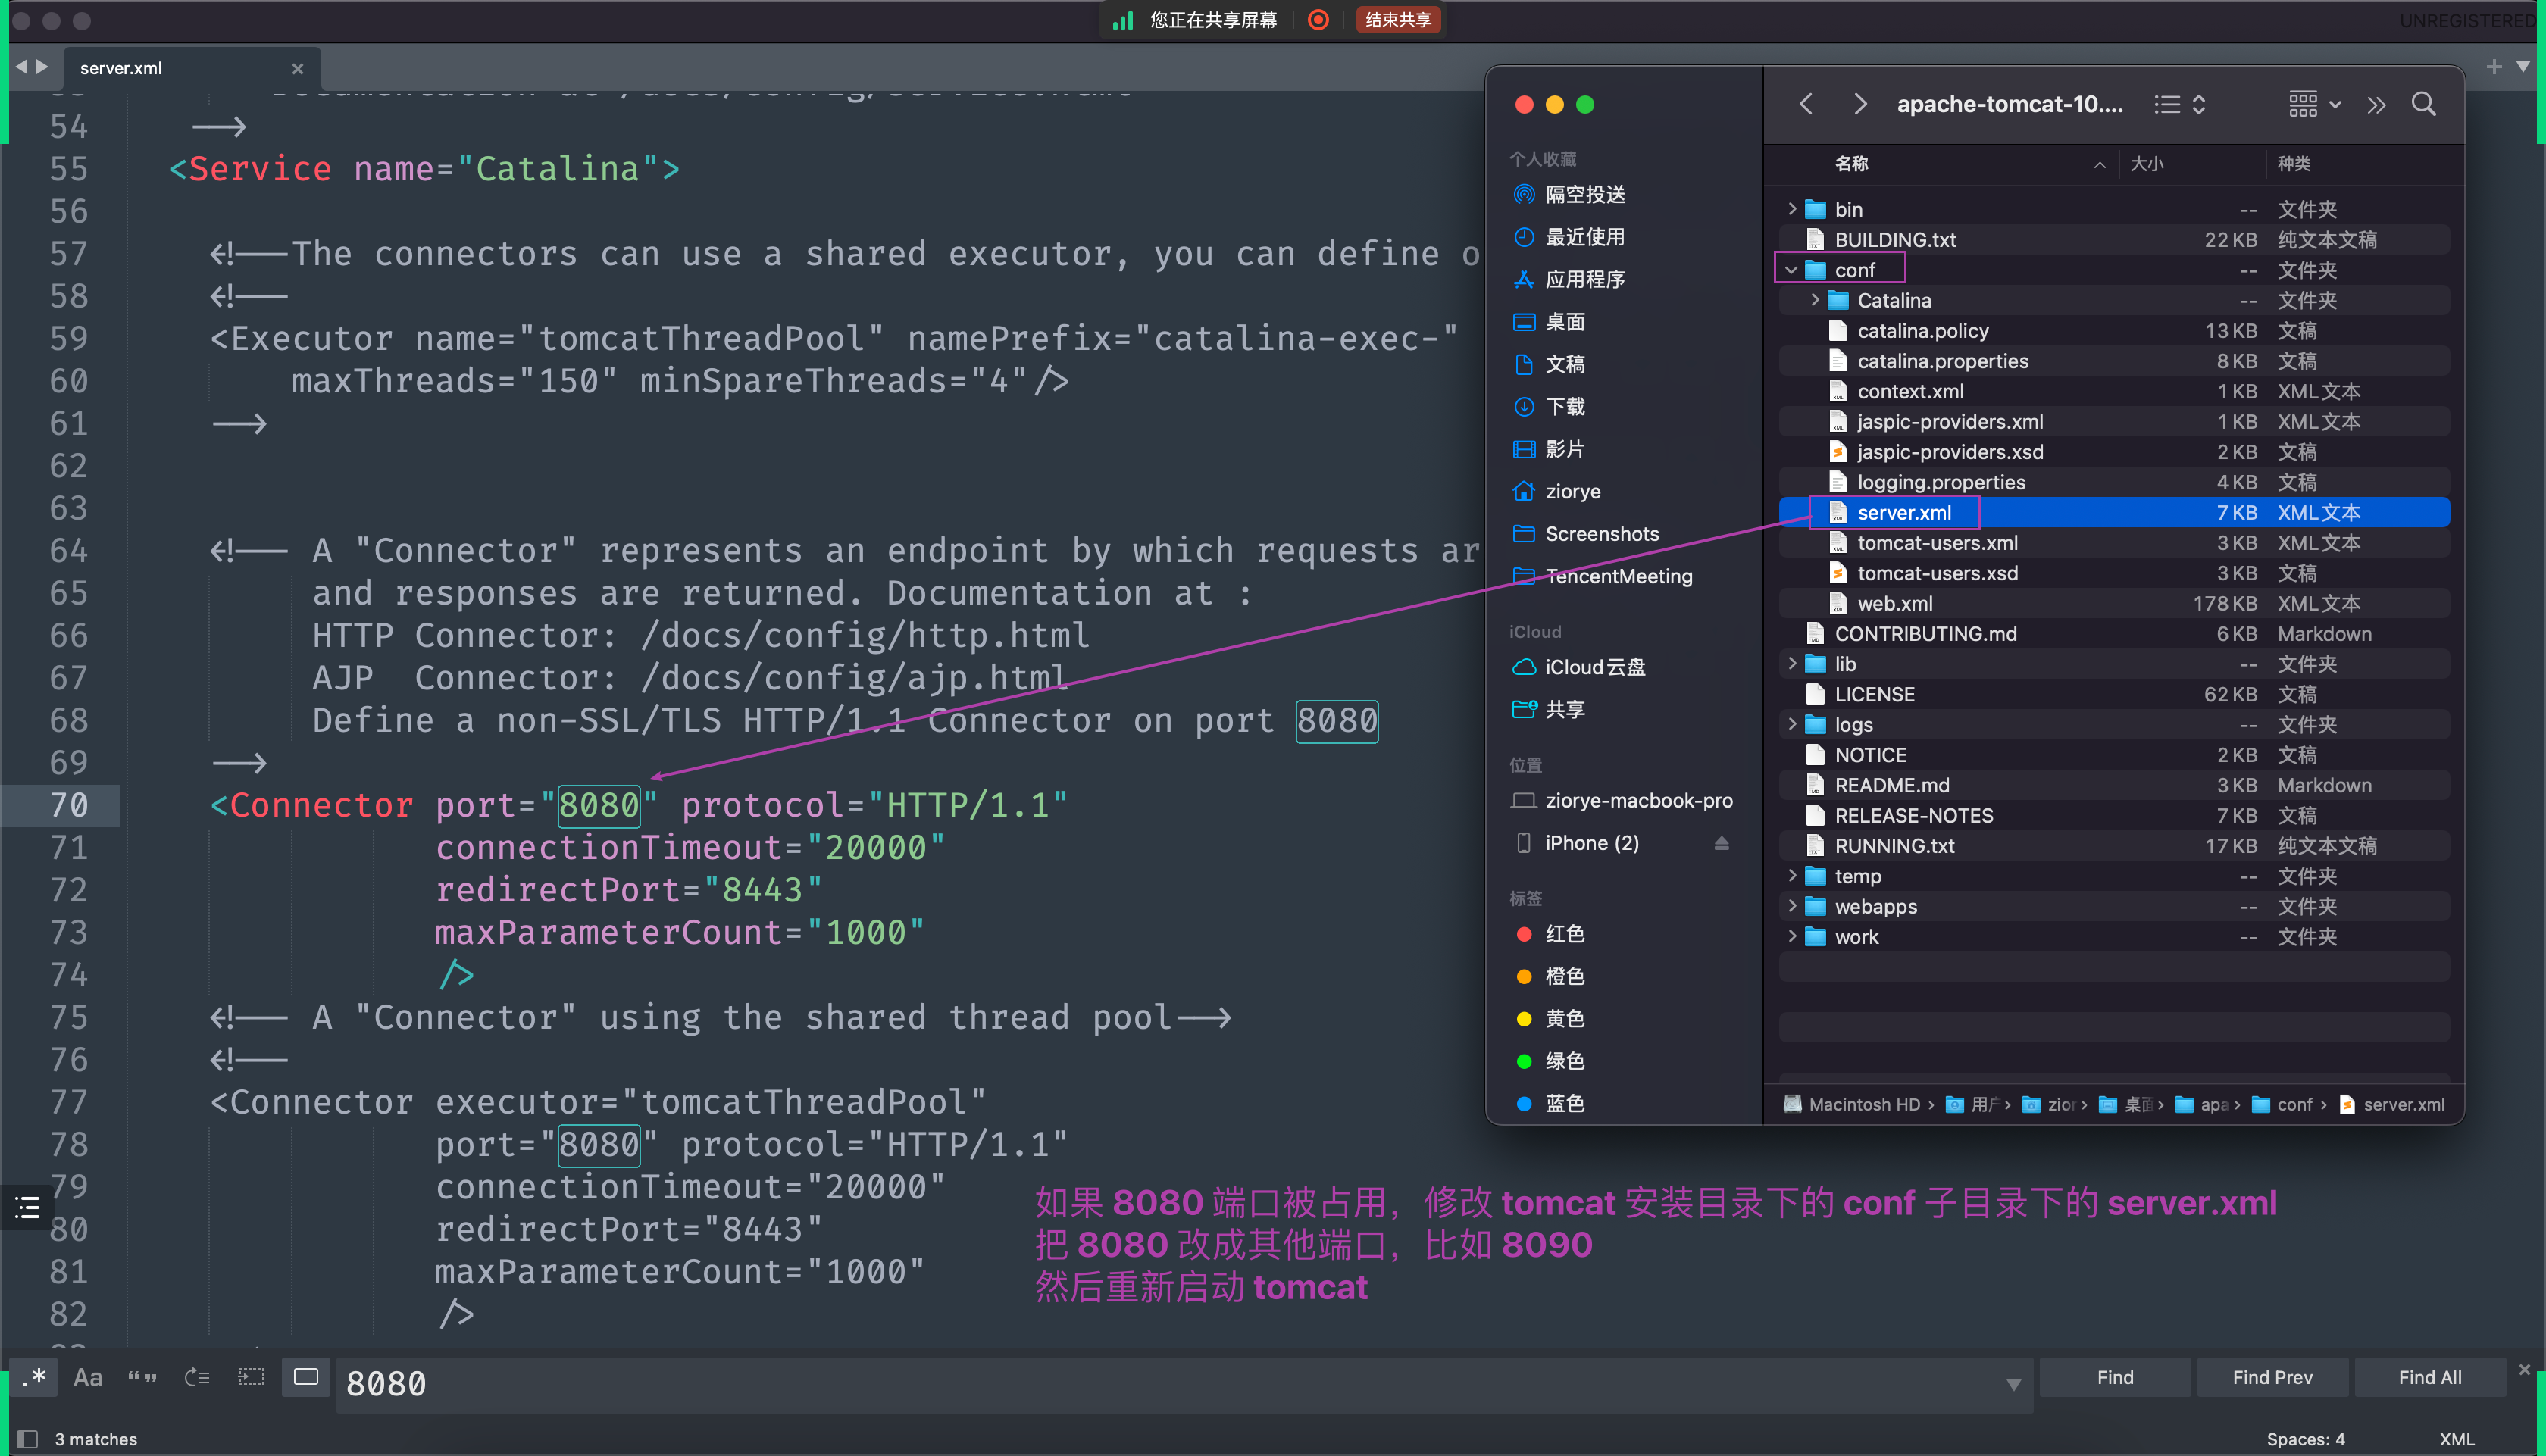 您正在共享屏幕
结束共享
UNREGISTERED
server.xml
54 -->
55 <Service name="Catalina">
56
57 <!--The connectors can use a shared executor, you can define o
58 <!--
59 <Executor name="tomcatThreadPool" namePrefix="catalina-exec-"
60 maxThreads="150" minSpareThreads="4"/>
61 -->
62
63
64 <!-- A "Connector" represents an endpoint by which requests ar
65 and responses are returned. Documentation at :
66 HTTP Connector: /docs/config/http.html
67 AJP  Connector: /docs/config/ajp.html
68 Define a non-SSL/TLS HTTP/1.1 Connector on port 8080
69 -->
70 <Connector port="8080" protocol="HTTP/1.1"
71 connectionTimeout="20000"
72 redirectPort="8443"
73 maxParameterCount="1000"
74 />
75 <!-- A "Connector" using the shared thread pool-->
76 <!--
77 <Connector executor="tomcatThreadPool"
78 port="8080" protocol="HTTP/1.1"
79 connectionTimeout="20000"
80 redirectPort="8443"
81 maxParameterCount="1000"
82 />
如果 8080 端口被占用，修改 tomcat 安装目录下的 conf 子目录下的 server.xml
把 8080 改成其他端口，比如 8090
然后重新启动 tomcat
apache-tomcat-10....
个人收藏
隔空投送
最近使用
应用程序
桌面
文稿
下载
影片
ziorye
Screenshots
TencentMeeting
iCloud
iCloud云盘
共享
位置
ziorye-macbook-pro
iPhone (2)
标签
红色
橙色
黄色
绿色
蓝色
名称 大小 种类
bin -- 文件夹
BUILDING.txt 22 KB 纯文本文稿
conf -- 文件夹
Catalina -- 文件夹
catalina.policy 13 KB 文稿
catalina.properties 8 KB 文稿
context.xml 1 KB XML文本
jaspic-providers.xml 1 KB XML文本
jaspic-providers.xsd 2 KB 文稿
logging.properties 4 KB 文稿
server.xml 7 KB XML文本
tomcat-users.xml 3 KB XML文本
tomcat-users.xsd 3 KB 文稿
web.xml 178 KB XML文本
CONTRIBUTING.md 6 KB Markdown
lib -- 文件夹
LICENSE 62 KB 文稿
logs -- 文件夹
NOTICE 2 KB 文稿
README.md 3 KB Markdown
RELEASE-NOTES 7 KB 文稿
RUNNING.txt 17 KB 纯文本文稿
temp -- 文件夹
webapps -- 文件夹
work -- 文件夹
Macintosh HD › 用户› zior› 桌面› apa› conf › server.xml
.* Aa “ ” 8080 Find Find Prev Find All
3 matches Spaces: 4 XML